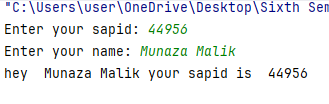 "C:\Users\user\OneDrive\Desktop\Sixth Sem
Enter your sapid: 44956
Enter your name: Munaza Malik
hey  Munaza Malik your sapid is  44956